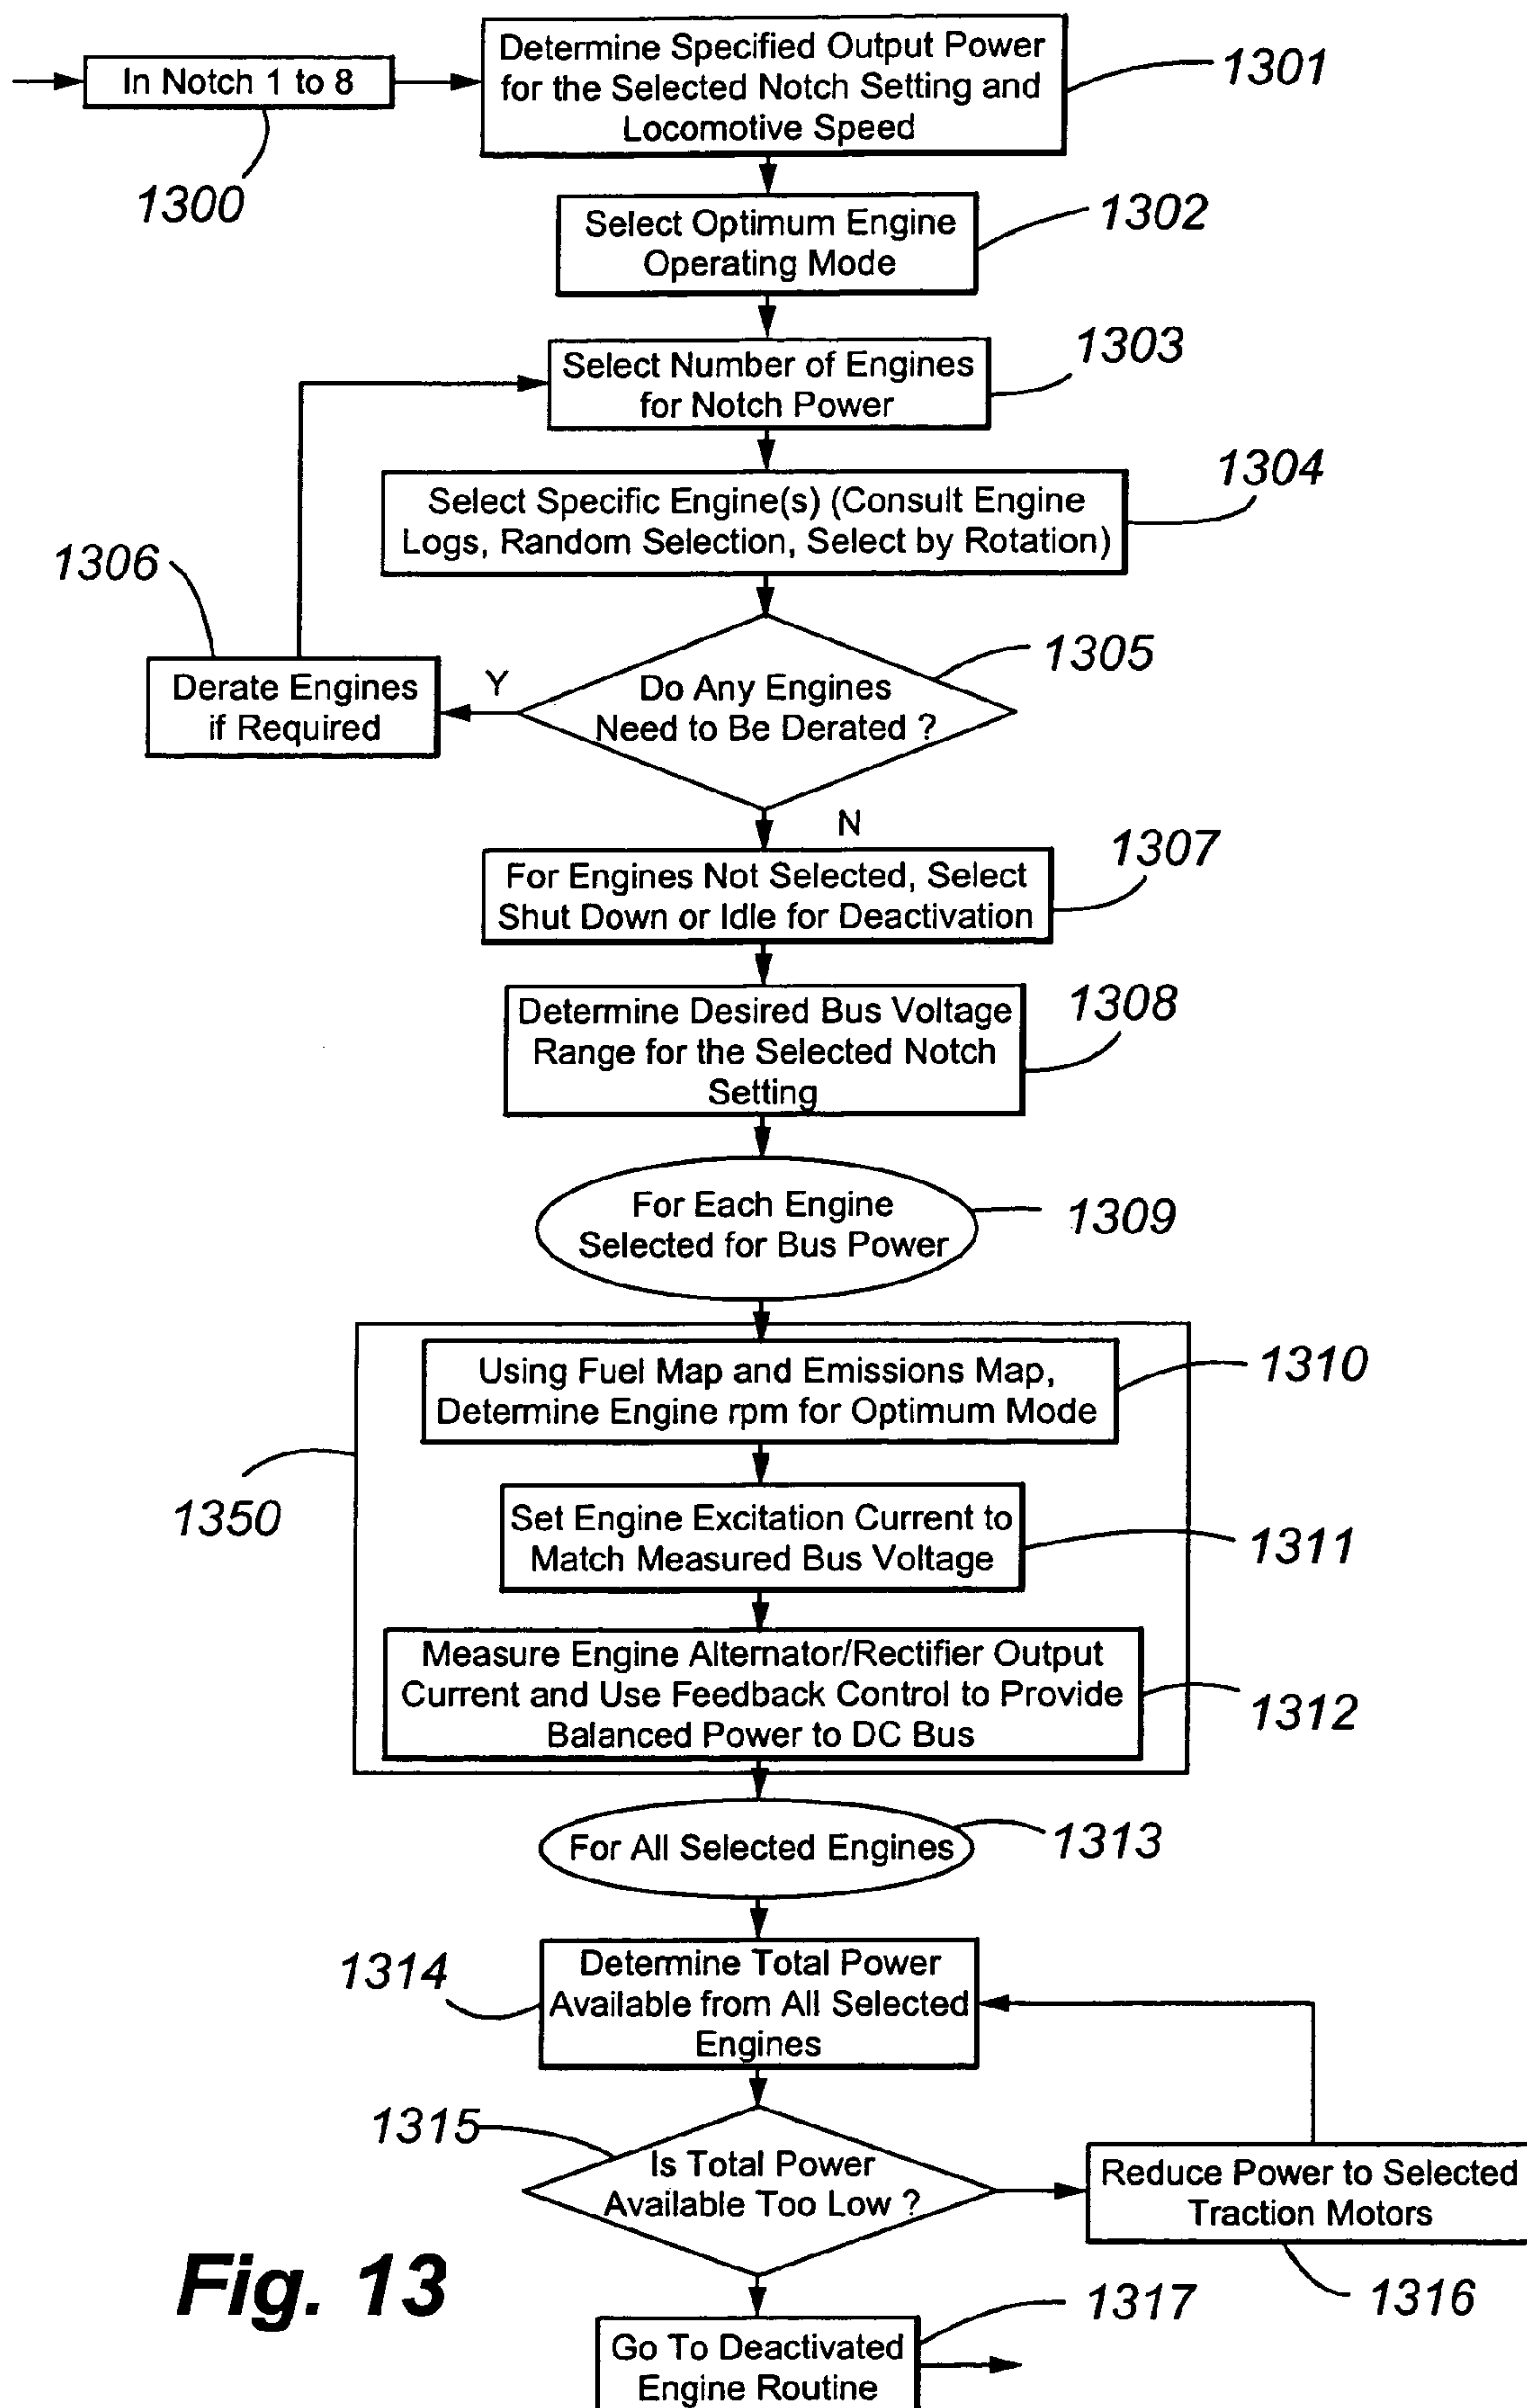 In Notch 1 to 8
1300
Determine Specified Output Power
for the Selected Notch Setting and
Locomotive Speed
1301
Select Optimum Engine
Operating Mode
1302
Select Number of Engines
for Notch Power
1303
Select Specific Engine(s) (Consult Engine
Logs, Random Selection, Select by Rotation)
1304
Do Any Engines
Need to Be Derated ?
1305
Y
Derate Engines
if Required
1306
N
For Engines Not Selected, Select
Shut Down or Idle for Deactivation
1307
Determine Desired Bus Voltage
Range for the Selected Notch
Setting
1308
For Each Engine
Selected for Bus Power
1309
Using Fuel Map and Emissions Map,
Determine Engine rpm for Optimum Mode
1310
1350
Set Engine Excitation Current to
Match Measured Bus Voltage
1311
Measure Engine Alternator/Rectifier Output
Current and Use Feedback Control to Provide
Balanced Power to DC Bus
1312
For All Selected Engines
1313
Determine Total Power
Available from All Selected
Engines
1314
1315
Is Total Power
Available Too Low ?
Reduce Power to Selected
Traction Motors
1316
Fig. 13
Go To Deactivated
Engine Routine
1317